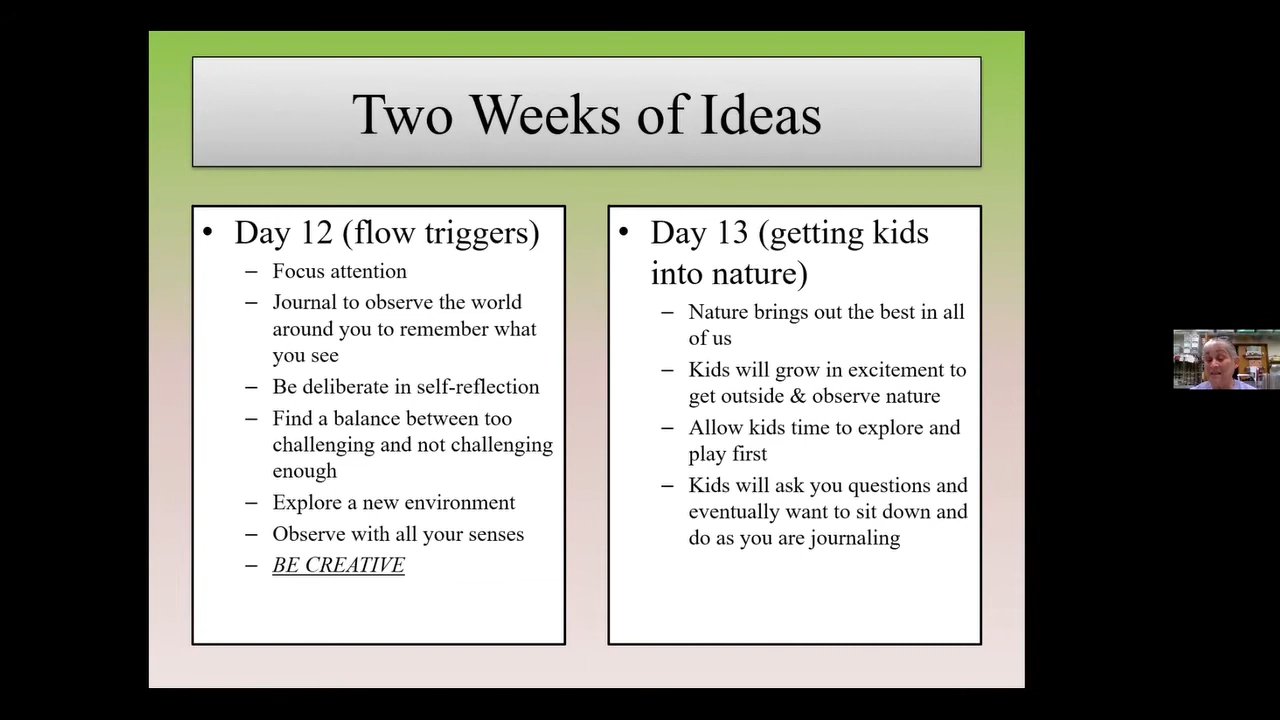 Two Weeks of Ideas
• Day 12 (flow triggers)
– Focus attention
– Journal to observe the world
around you to remember what
you see
– Be deliberate in self-reflection
– Find a balance between too
challenging and not challenging
enough
– Explore a new environment
– Observe with all your senses
– BE CREATIVE
• Day 13 (getting kids
into nature)
– Nature brings out the best in all
of us
– Kids will grow in excitement to
get outside & observe nature
– Allow kids time to explore and
play first
– Kids will ask you questions and
eventually want to sit down and
do as you are journaling